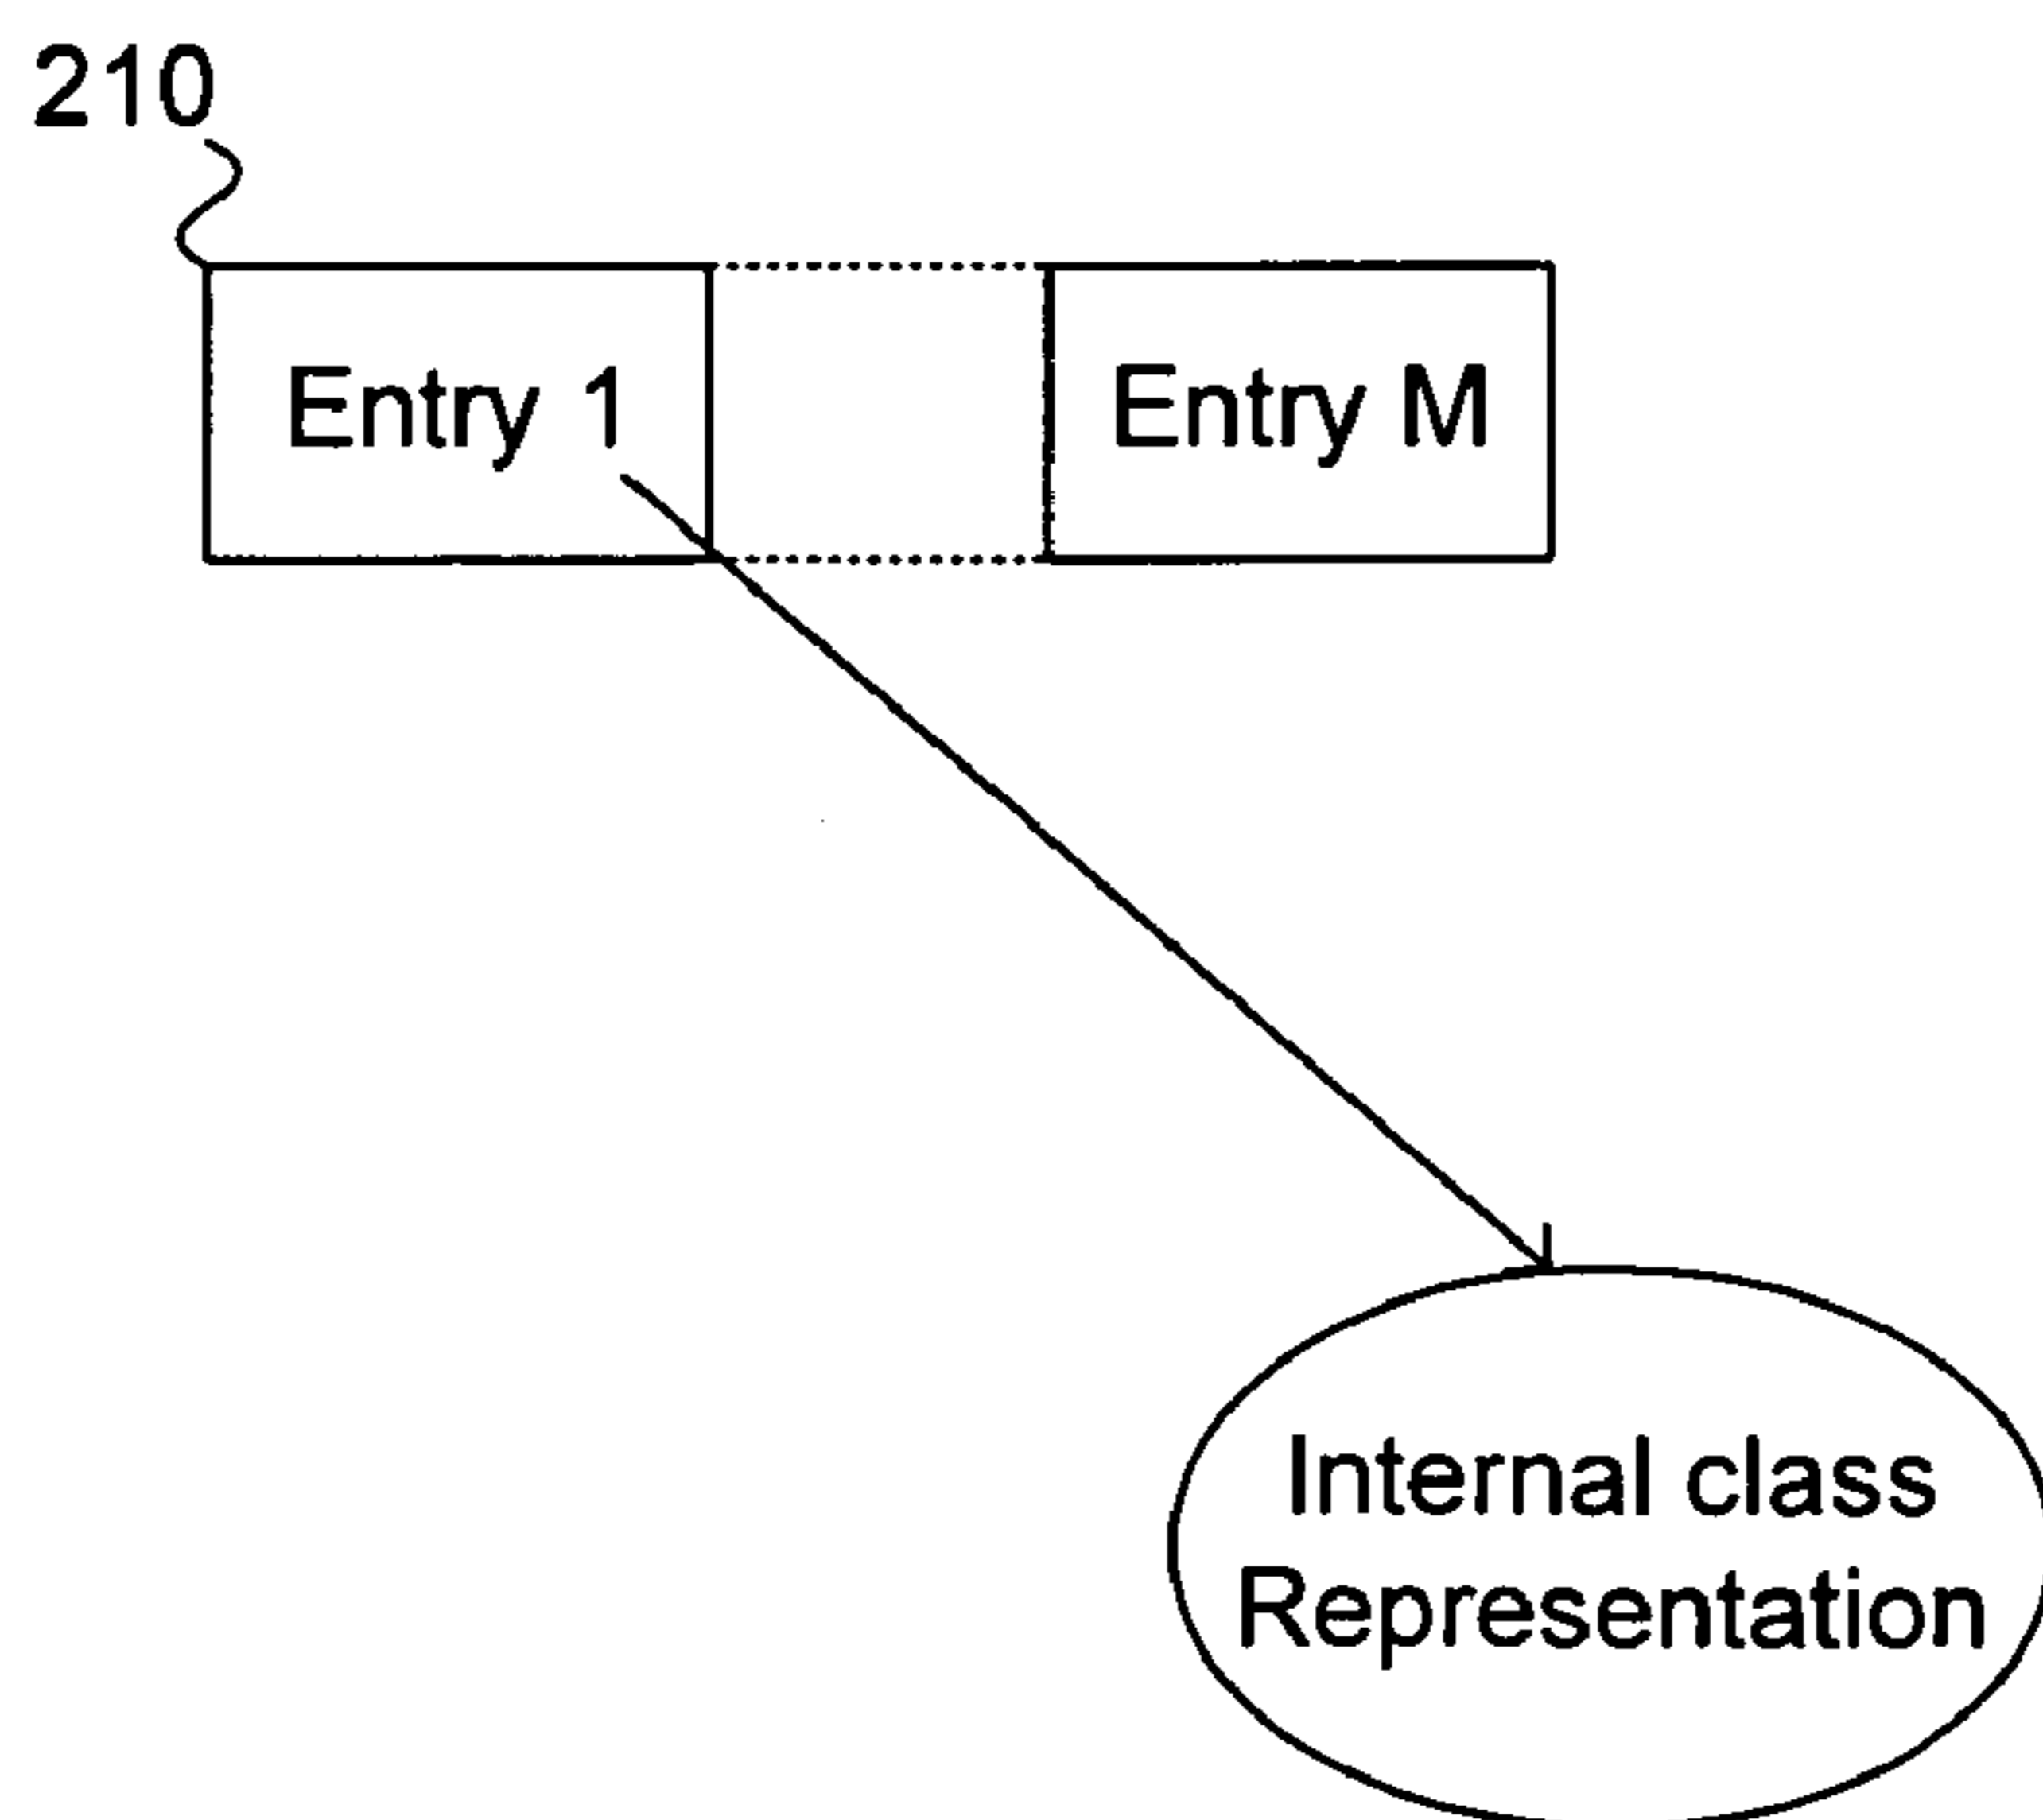 210
Entry 1
Entry M
Internal class
Representation